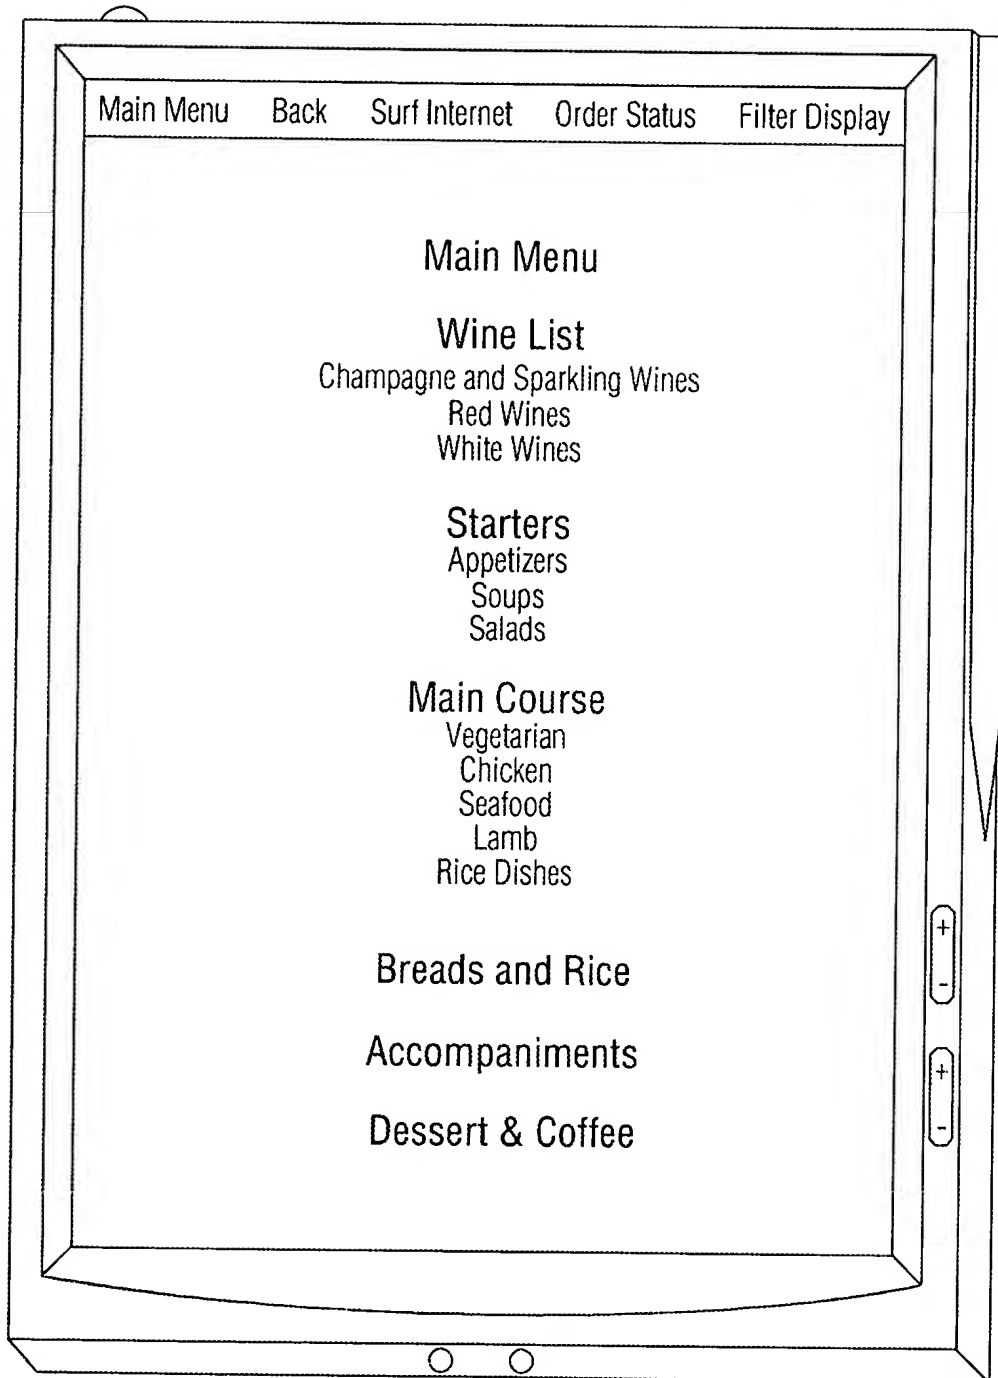 Main Menu Back Surf Internet Order Status Filter Display
Main Menu
Wine List
Champagne and Sparkling Wines
Red Wines
White Wines
Starters
Appetizers
Soups
Salads
Main Course
Vegetarian
Chicken
Seafood
Lamb
Rice Dishes
Breads and Rice
Accompaniments
Dessert & Coffee
+
-
+
-